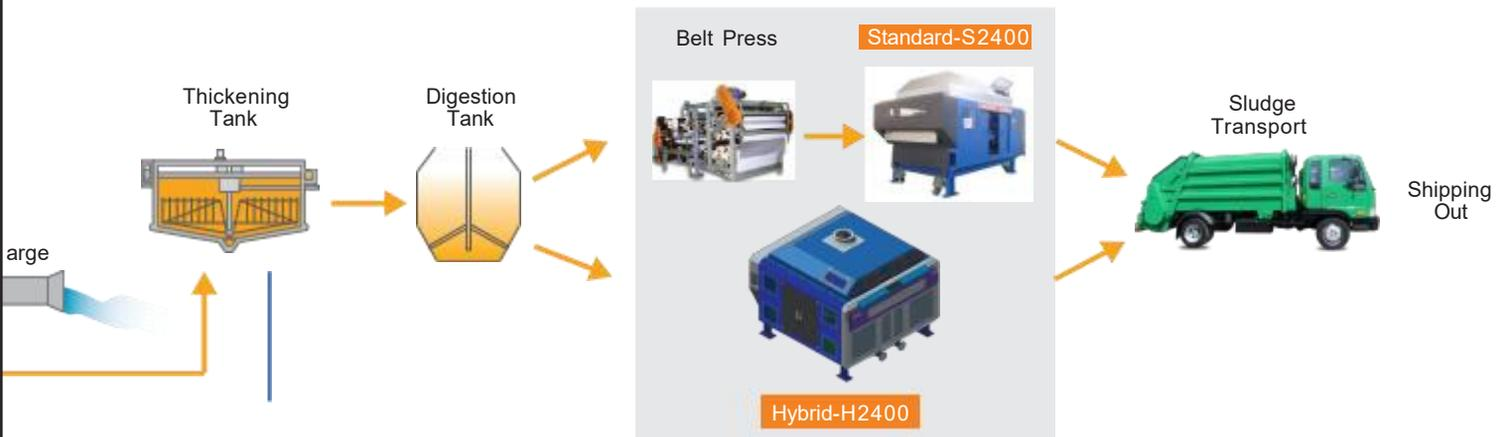 Belt Press
Standard-S2400
Thickening
Tank
Digestion
Tank
Sludge
Transport
Shipping
Out
arge
Hybrid-H2400